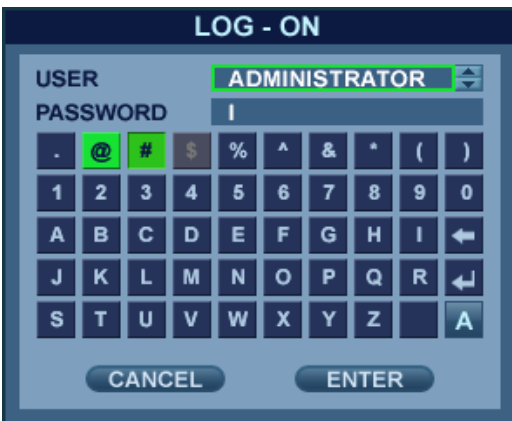 LOG - ON
USER ADMINISTRATOR
PASSWORD I
. @ # $ % ^ & * ( )
1 2 3 4 5 6 7 8 9 0
A B C D E F G H I ←
J K L M N O P Q R ↵
S T U V W X Y Z A
CANCEL ENTER